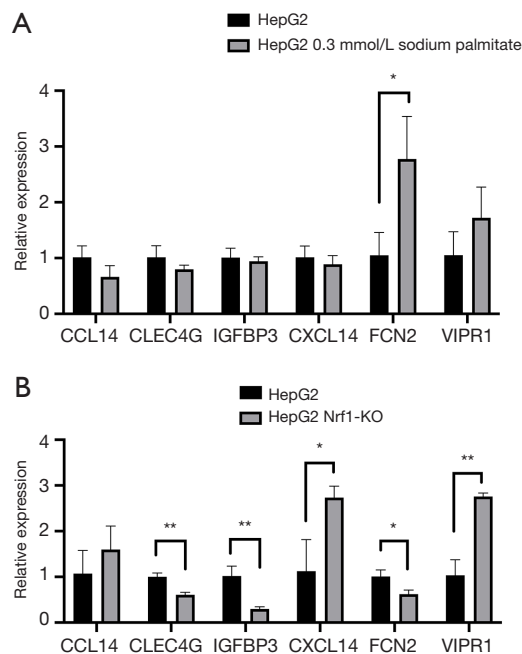 A
HepG2
HepG2 0.3 mmol/L sodium palmitate
Relative expression
4
3
2
1
0
*
CCL14 CLEC4G IGFBP3 CXCL14 FCN2 VIPR1
B
HepG2
HepG2 Nrf1-KO
Relative expression
4
3
2
1
0
** ** * * **
CCL14 CLEC4G IGFBP3 CXCL14 FCN2 VIPR1